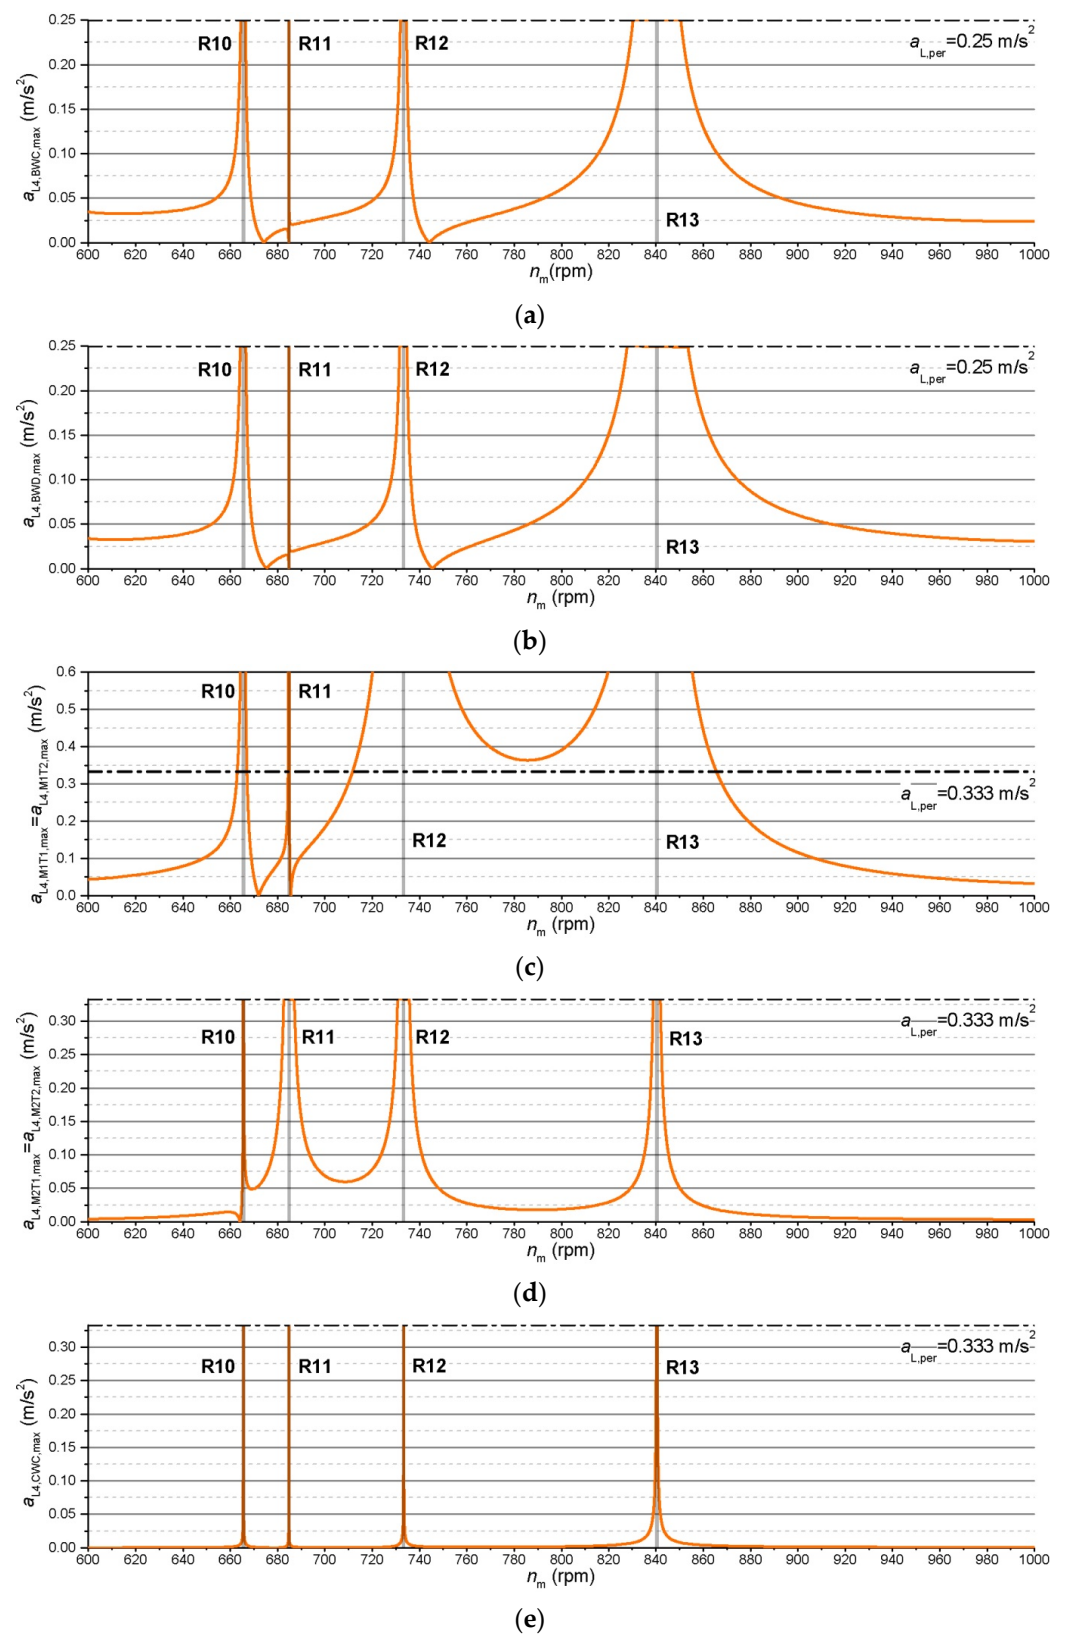 a_L4,BWC,max (m/s²)
0.25
0.20
0.15
0.10
0.05
0.00
R10 R11 R12
a_L,per=0.25 m/s²
R13
600 620 640 660 680 700 720 740 760 780 800 820 840 860 880 900 920 940 960 980 1000
n_m(rpm)
(a)
a_L4,BWD,max (m/s²)
0.25
0.20
0.15
0.10
0.05
0.00
R10 R11 R12
a_L,per=0.25 m/s²
R13
600 620 640 660 680 700 720 740 760 780 800 820 840 860 880 900 920 940 960 980 1000
n_m (rpm)
(b)
a_L4,M1T1,max=a_L4,M1T2,max (m/s²)
0.6
0.5
0.4
0.3
0.2
0.1
0.0
R10 R11
a_L,per=0.333 m/s²
R12 R13
600 620 640 660 680 700 720 740 760 780 800 820 840 860 880 900 920 940 960 980 1000
n_m (rpm)
(c)
a_L4,M2T1,max=a_L4,M2T2,max (m/s²)
0.30
0.25
0.20
0.15
0.10
0.05
0.00
a_L,per=0.333 m/s²
R10 R11 R12 R13
600 620 640 660 680 700 720 740 760 780 800 820 840 860 880 900 920 940 960 980 1000
n_m (rpm)
(d)
a_L4,CWC,max (m/s²)
0.30
0.25
0.20
0.15
0.10
0.05
0.00
a_L,per=0.333 m/s²
R10 R11 R12 R13
600 620 640 660 680 700 720 740 760 780 800 820 840 860 880 900 920 940 960 980 1000
n_m (rpm)
(e)